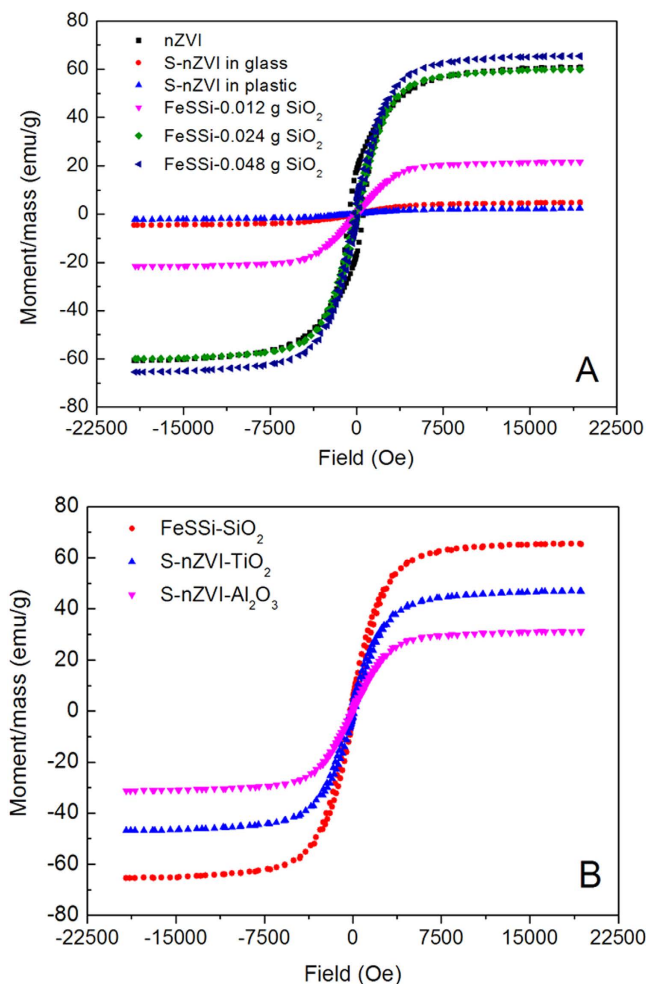 nZVI
S-nZVI in glass
S-nZVI in plastic
FeSSi-0.012 g SiO₂
FeSSi-0.024 g SiO₂
FeSSi-0.048 g SiO₂
80
60
40
20
0
-20
-40
-60
-80
Moment/mass (emu/g)
A
-22500 -15000 -7500 0 7500 15000 22500
Field (Oe)
FeSSi-SiO₂
S-nZVI-TiO₂
S-nZVI-Al₂O₃
80
60
40
20
0
-20
-40
-60
-80
Moment/mass (emu/g)
B
-22500 -15000 -7500 0 7500 15000 22500
Field (Oe)